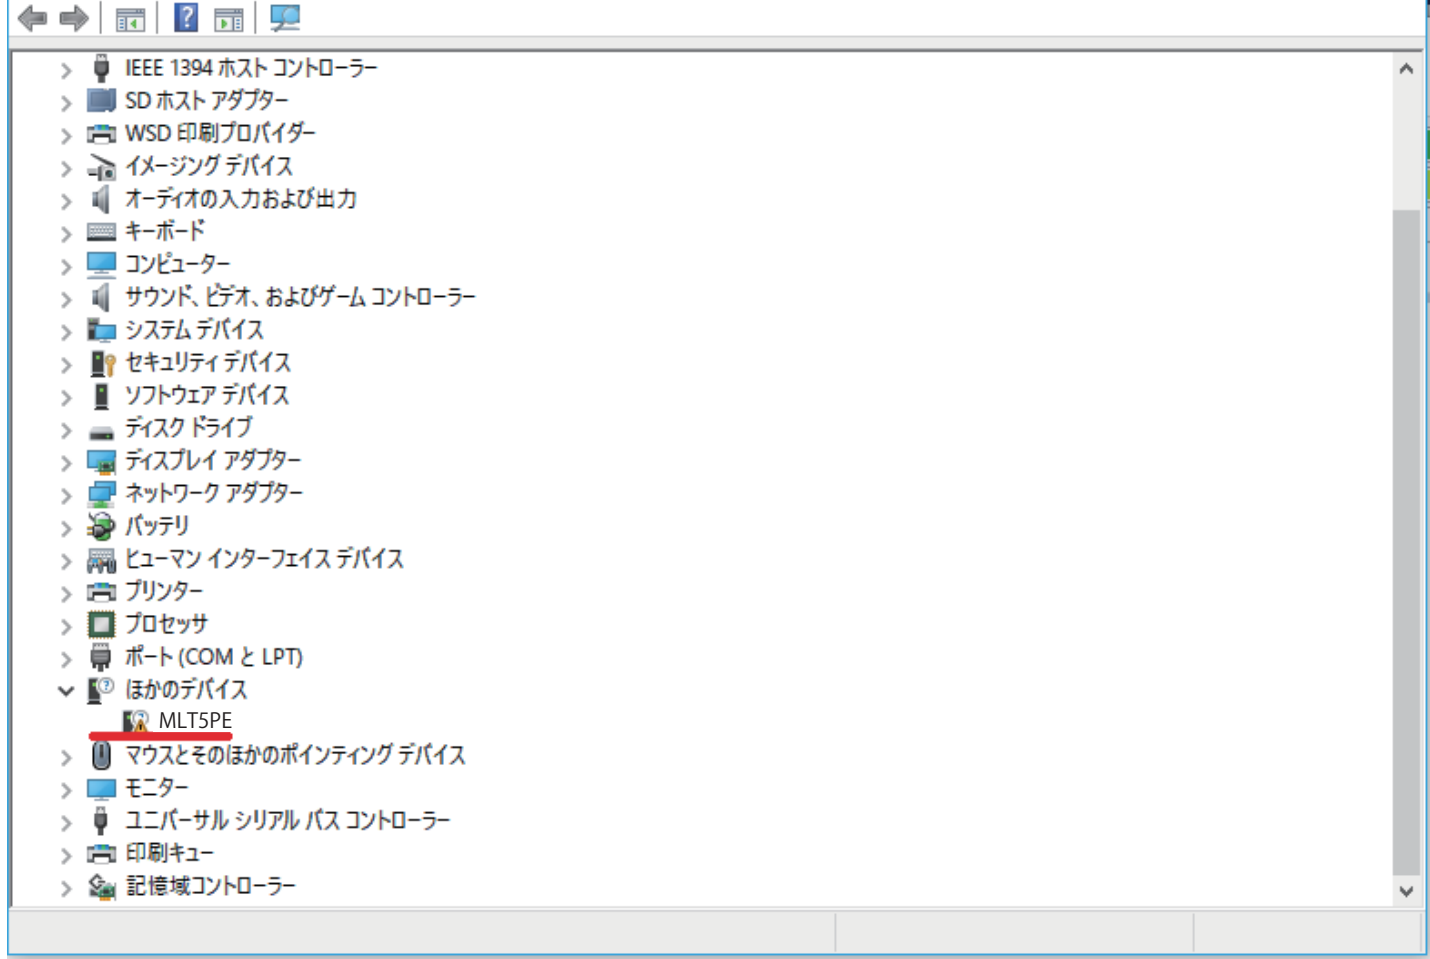 IEEE 1394 ホスト コントローラー
SD ホスト アダプター
WSD 印刷プロバイダー
イメージング デバイス
オーディオの入力および出力
キーボード
コンピューター
サウンド、ビデオ、およびゲーム コントローラー
システム デバイス
セキュリティ デバイス
ソフトウェア デバイス
ディスク ドライブ
ディスプレイ アダプター
ネットワーク アダプター
バッテリ
ヒューマン インターフェイス デバイス
プリンター
プロセッサ
ポート (COM と LPT)
ほかのデバイス
MLT5PE
マウスとそのほかのポインティング デバイス
モニター
ユニバーサル シリアル バス コントローラー
印刷キュー
記憶域コントローラー